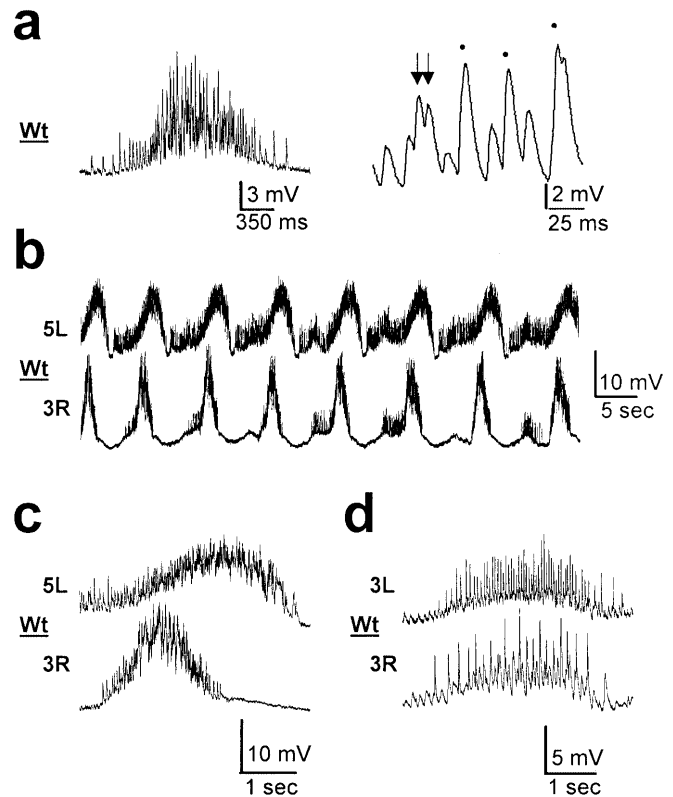 a
Wt
3 mV
350 ms
2 mV
25 ms
b
5L
Wt
3R
10 mV
5 sec
c
5L
Wt
3R
10 mV
1 sec
d
3L
Wt
3R
5 mV
1 sec